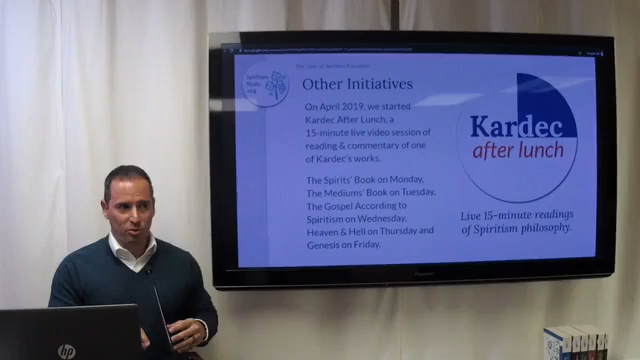 Other Initiatives
On April 2019, we started
Kardec After Lunch, a
15-minute live video session of
reading & commentary of one
of Kardec's works.
The Spirits' Book on Monday,
The Mediums' Book on Tuesday,
The Gospel According to
Spiritism on Wednesday,
Heaven & Hell on Thursday and
Genesis on Friday.
Kardec
after lunch
Live 15-minute readings
of Spiritism philosophy.
hp